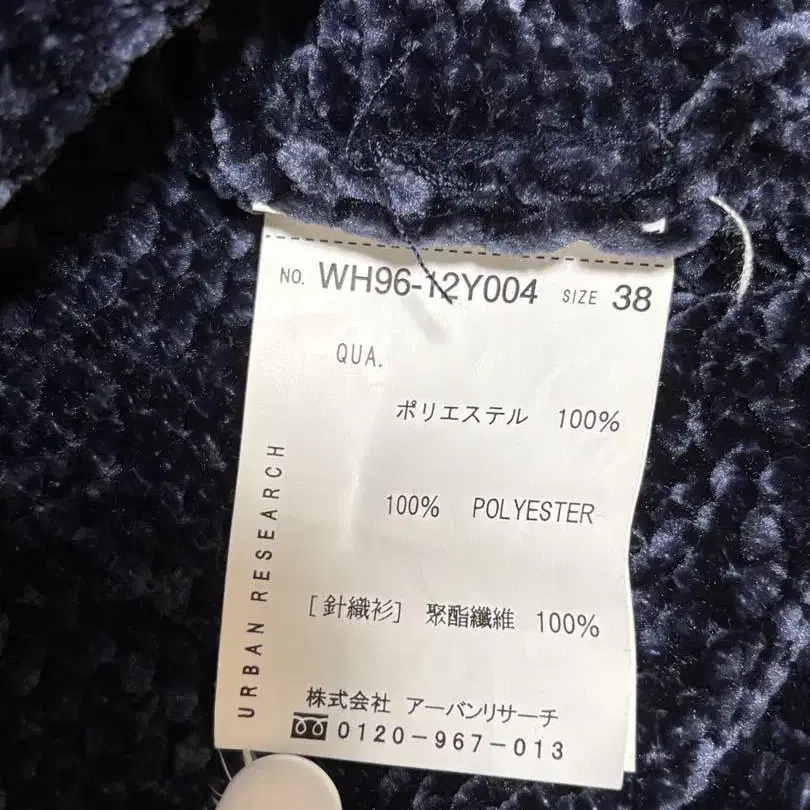 NO. WH96-12Y004 SIZE 38
QUA.
ポリエステル 100%
100% POLYESTER
[針織衫] 聚酯纖維 100%
株式会社 アーバンリサーチ
0120-967-013
URBAN RESEARCH